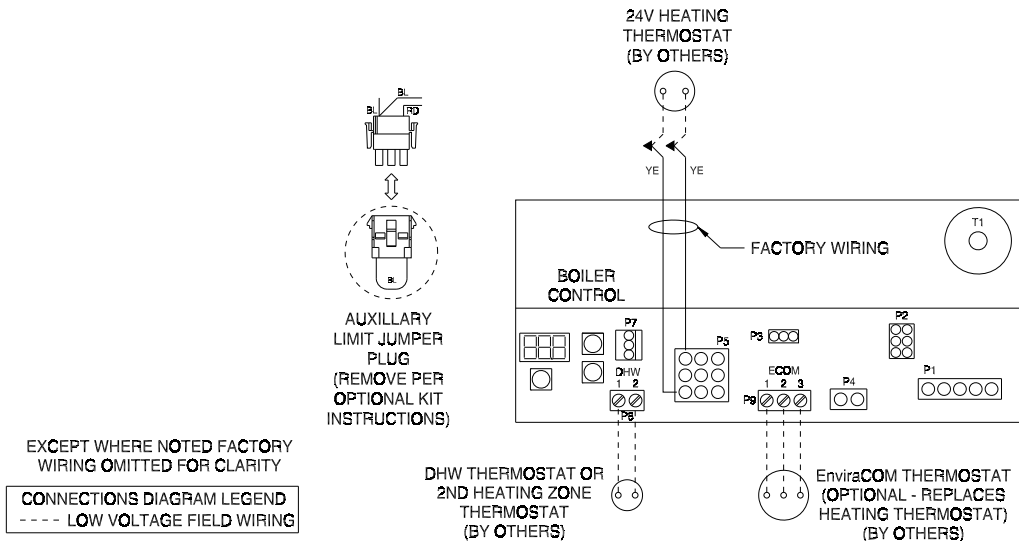 24V HEATING
THERMOSTAT
(BY OTHERS)
BL
BL
RD
YE
YE
T1
FACTORY WIRING
BL
BOILER
CONTROL
AUXILLARY
LIMIT JUMPER
PLUG
(REMOVE PER
OPTIONAL KIT
INSTRUCTIONS)
P7
P5
P3
P2
DHW
1 2
P6
ECOM
1 2 3
P9
P4
P1
EXCEPT WHERE NOTED FACTORY
WIRING OMITTED FOR CLARITY
CONNECTIONS DIAGRAM LEGEND
---- LOW VOLTAGE FIELD WIRING
DHW THERMOSTAT OR
2ND HEATING ZONE
THERMOSTAT
(BY OTHERS)
EnviraCOM THERMOSTAT
(OPTIONAL - REPLACES
HEATING THERMOSTAT)
(BY OTHERS)